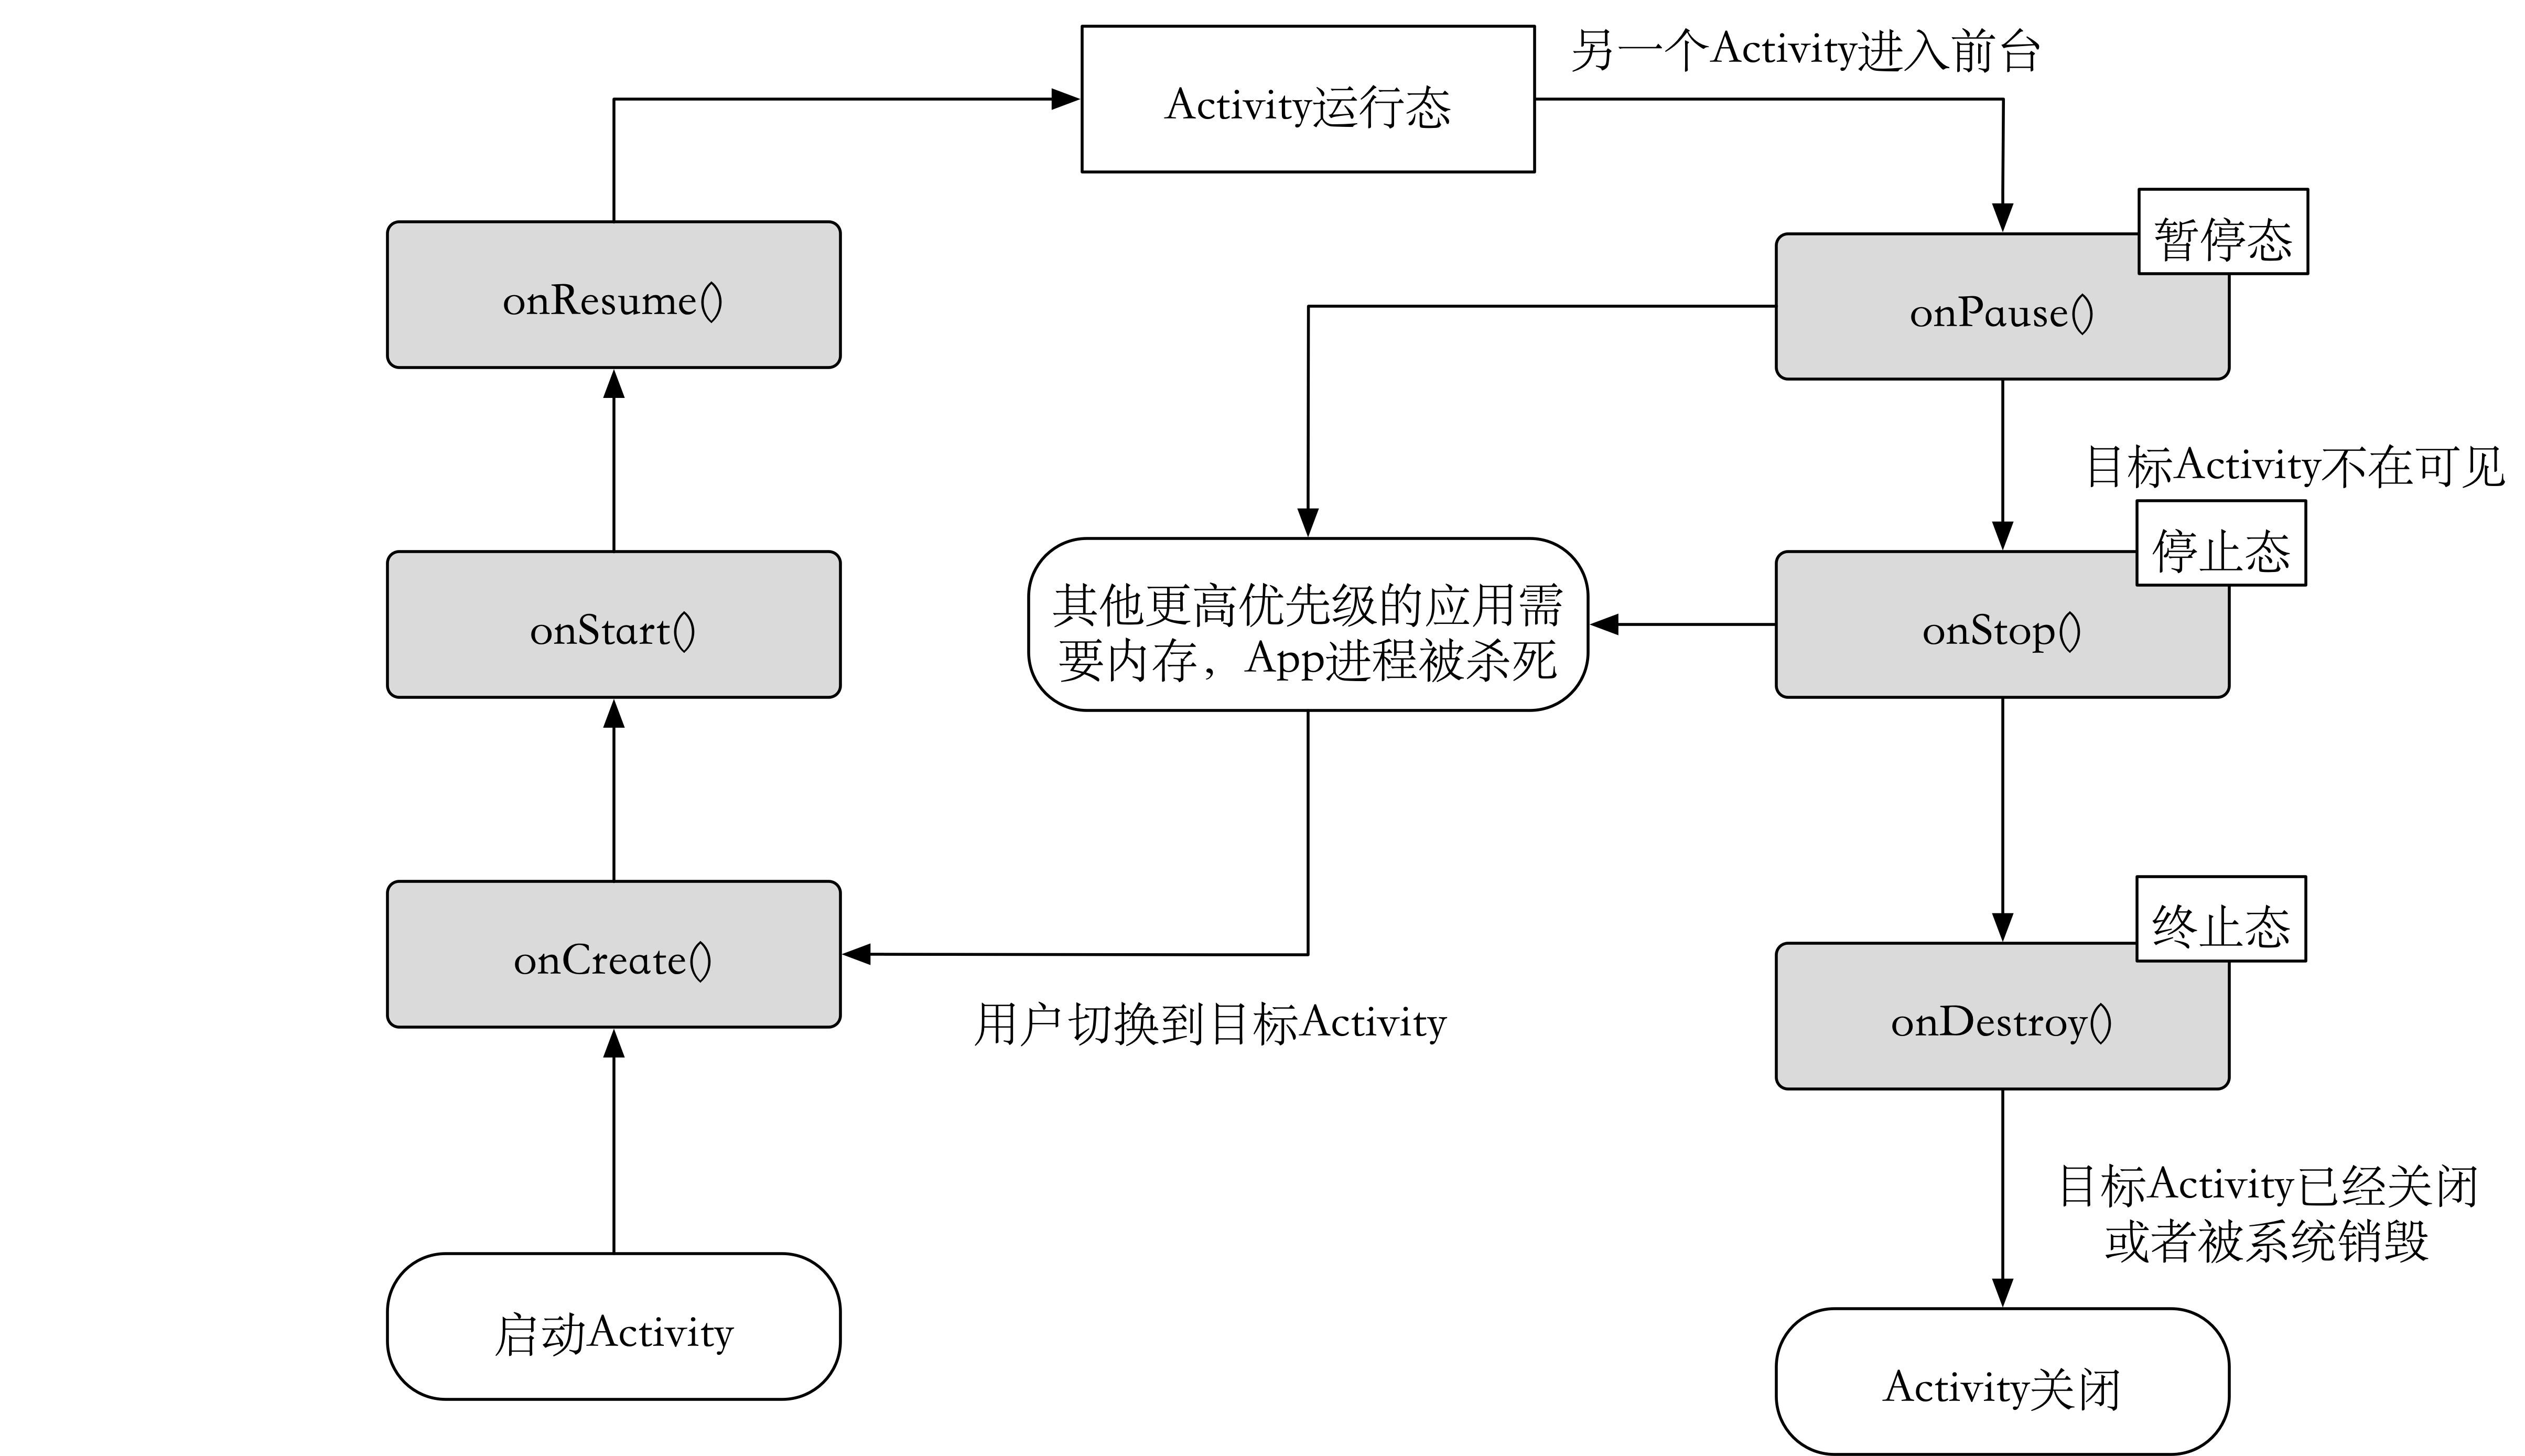 Activity运行态
另一个Activity进入前台
暂停态
onResume()
onPause()
目标Activity不在可见
停止态
其他更高优先级的应用需
要内存，App进程被杀死
onStart()
onStop()
终止态
onCreate()
用户切换到目标Activity
onDestroy()
目标Activity已经关闭
或者被系统销毁
启动Activity
Activity关闭